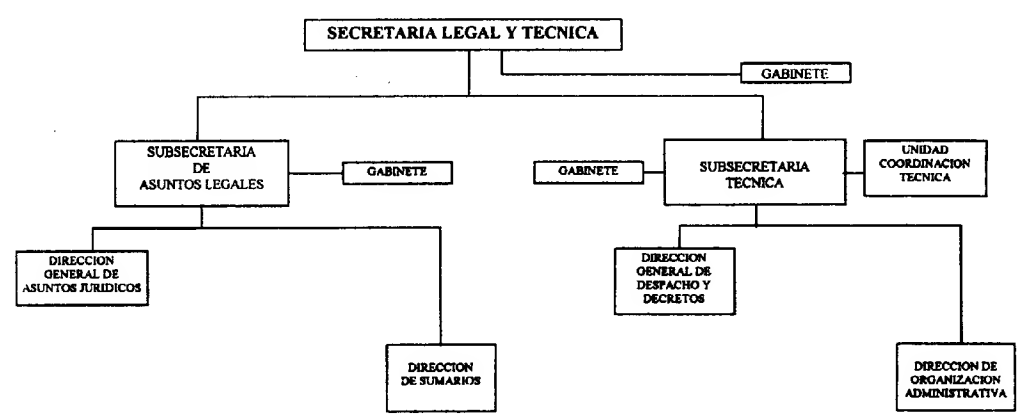 SECRETARIA LEGAL Y TECNICA
GABINETE
SUBSECRETARIA
DE
ASUNTOS LEGALES
GABINETE
GABINETE
SUBSECRETARIA
TECNICA
UNIDAD
COORDINACION
TECNICA
DIRECCION
GENERAL DE
ASUNTOS JURIDICOS
DIRECCION
DE SUMARIOS
DIRECCION
GENERAL DE
DESPACHO Y
DECRETOS
DIRECCION DE
ORGANIZACION
ADMINISTRATIVA